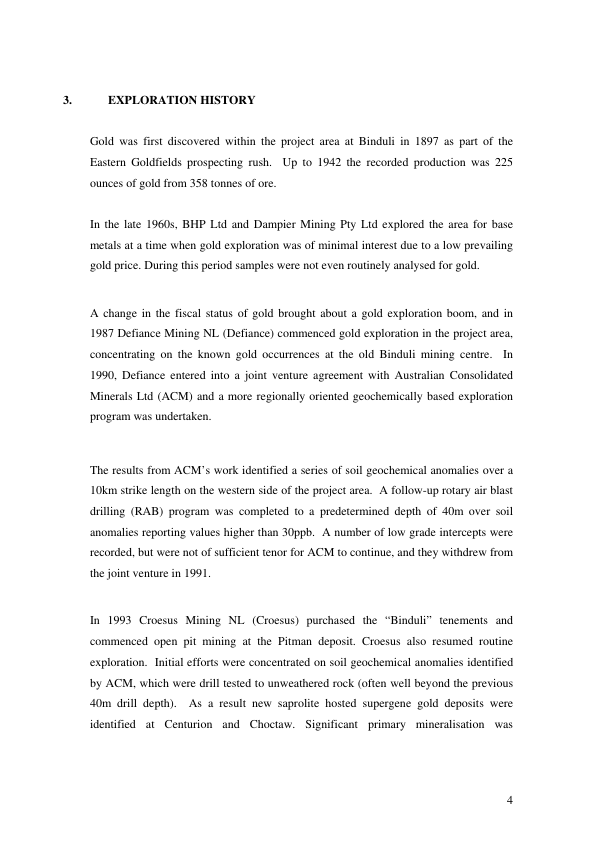 3. EXPLORATION HISTORY
Gold was first discovered within the project area at Binduli in 1897 as part of the
Eastern Goldfields prospecting rush. Up to 1942 the recorded production was 225
ounces of gold from 358 tonnes of ore.
In the late 1960s, BHP Ltd and Dampier Mining Pty Ltd explored the area for base
metals at a time when gold exploration was of minimal interest due to a low prevailing
gold price. During this period samples were not even routinely analysed for gold.
A change in the fiscal status of gold brought about a gold exploration boom, and in
1987 Defiance Mining NL (Defiance) commenced gold exploration in the project area,
concentrating on the known gold occurrences at the old Binduli mining centre. In
1990, Defiance entered into a joint venture agreement with Australian Consolidated
Minerals Ltd (ACM) and a more regionally oriented geochemically based exploration
program was undertaken.
The results from ACM's work identified a series of soil geochemical anomalies over a
10km strike length on the western side of the project area. A follow-up rotary air blast
drilling (RAB) program was completed to a predetermined depth of 40m over soil
anomalies reporting values higher than 30ppb. A number of low grade intercepts were
recorded, but were not of sufficient tenor for ACM to continue, and they withdrew from
the joint venture in 1991.
In 1993 Croesus Mining NL (Croesus) purchased the “Binduli” tenements and
commenced open pit mining at the Pitman deposit. Croesus also resumed routine
exploration. Initial efforts were concentrated on soil geochemical anomalies identified
by ACM, which were drill tested to unweathered rock (often well beyond the previous
40m drill depth). As a result new saprolite hosted supergene gold deposits were
identified at Centurion and Choctaw. Significant primary mineralisation was
4